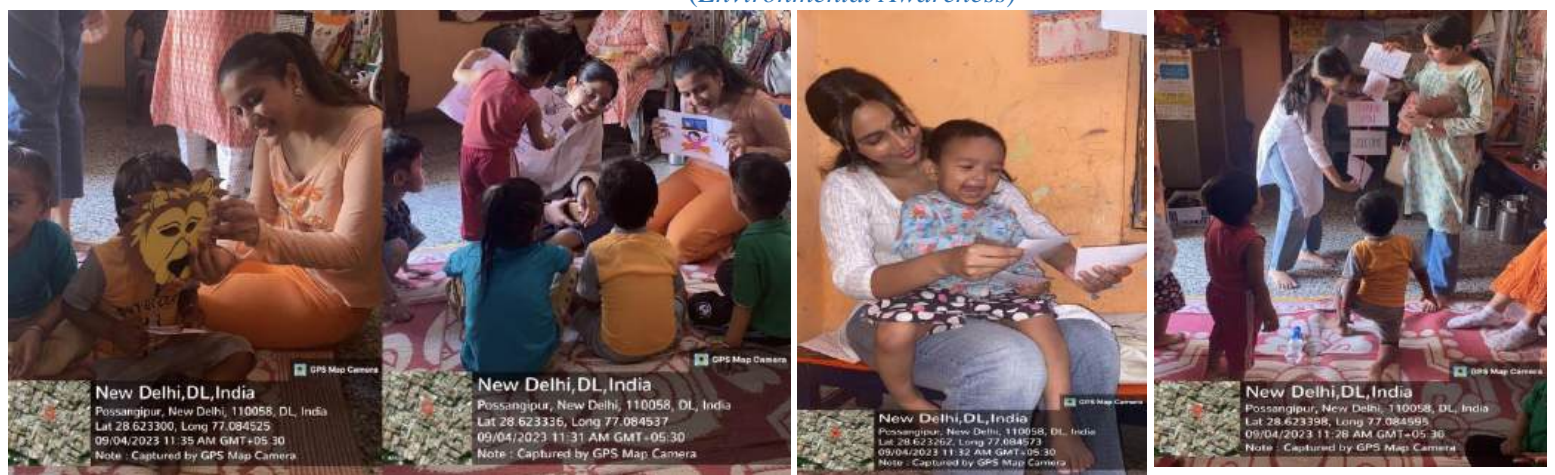 (Environmental Awareness)
GPS Map Camera
New Delhi,DL,India
Possangipur, New Delhi, 110058, DL, India
Lat 28.623300, Long 77.084525
09/04/2023 11:35 AM GMT+05:30
Note : Captured by GPS Map Camera
GPS Map Camera
New Delhi,DL,India
Possangipur, New Delhi, 110058, DL, India
Lat 28.623336, Long 77.084537
09/04/2023 11:31 AM GMT+05:30
Note : Captured by GPS Map Camera
GPS Map Camera
New Delhi,DL,India
Possangipur, New Delhi, 110058, DL, India
Lat 28.623262, Long 77.084573
09/04/2023 11:32 AM GMT+05:30
Note : Captured by GPS Map Camera
GPS Map Camera
New Delhi,DL,India
Possangipur, New Delhi, 110058, DL, India
Lat 28.623398, Long 77.084595
09/04/2023 11:28 AM GMT+05:30
Note : Captured by GPS Map Camera